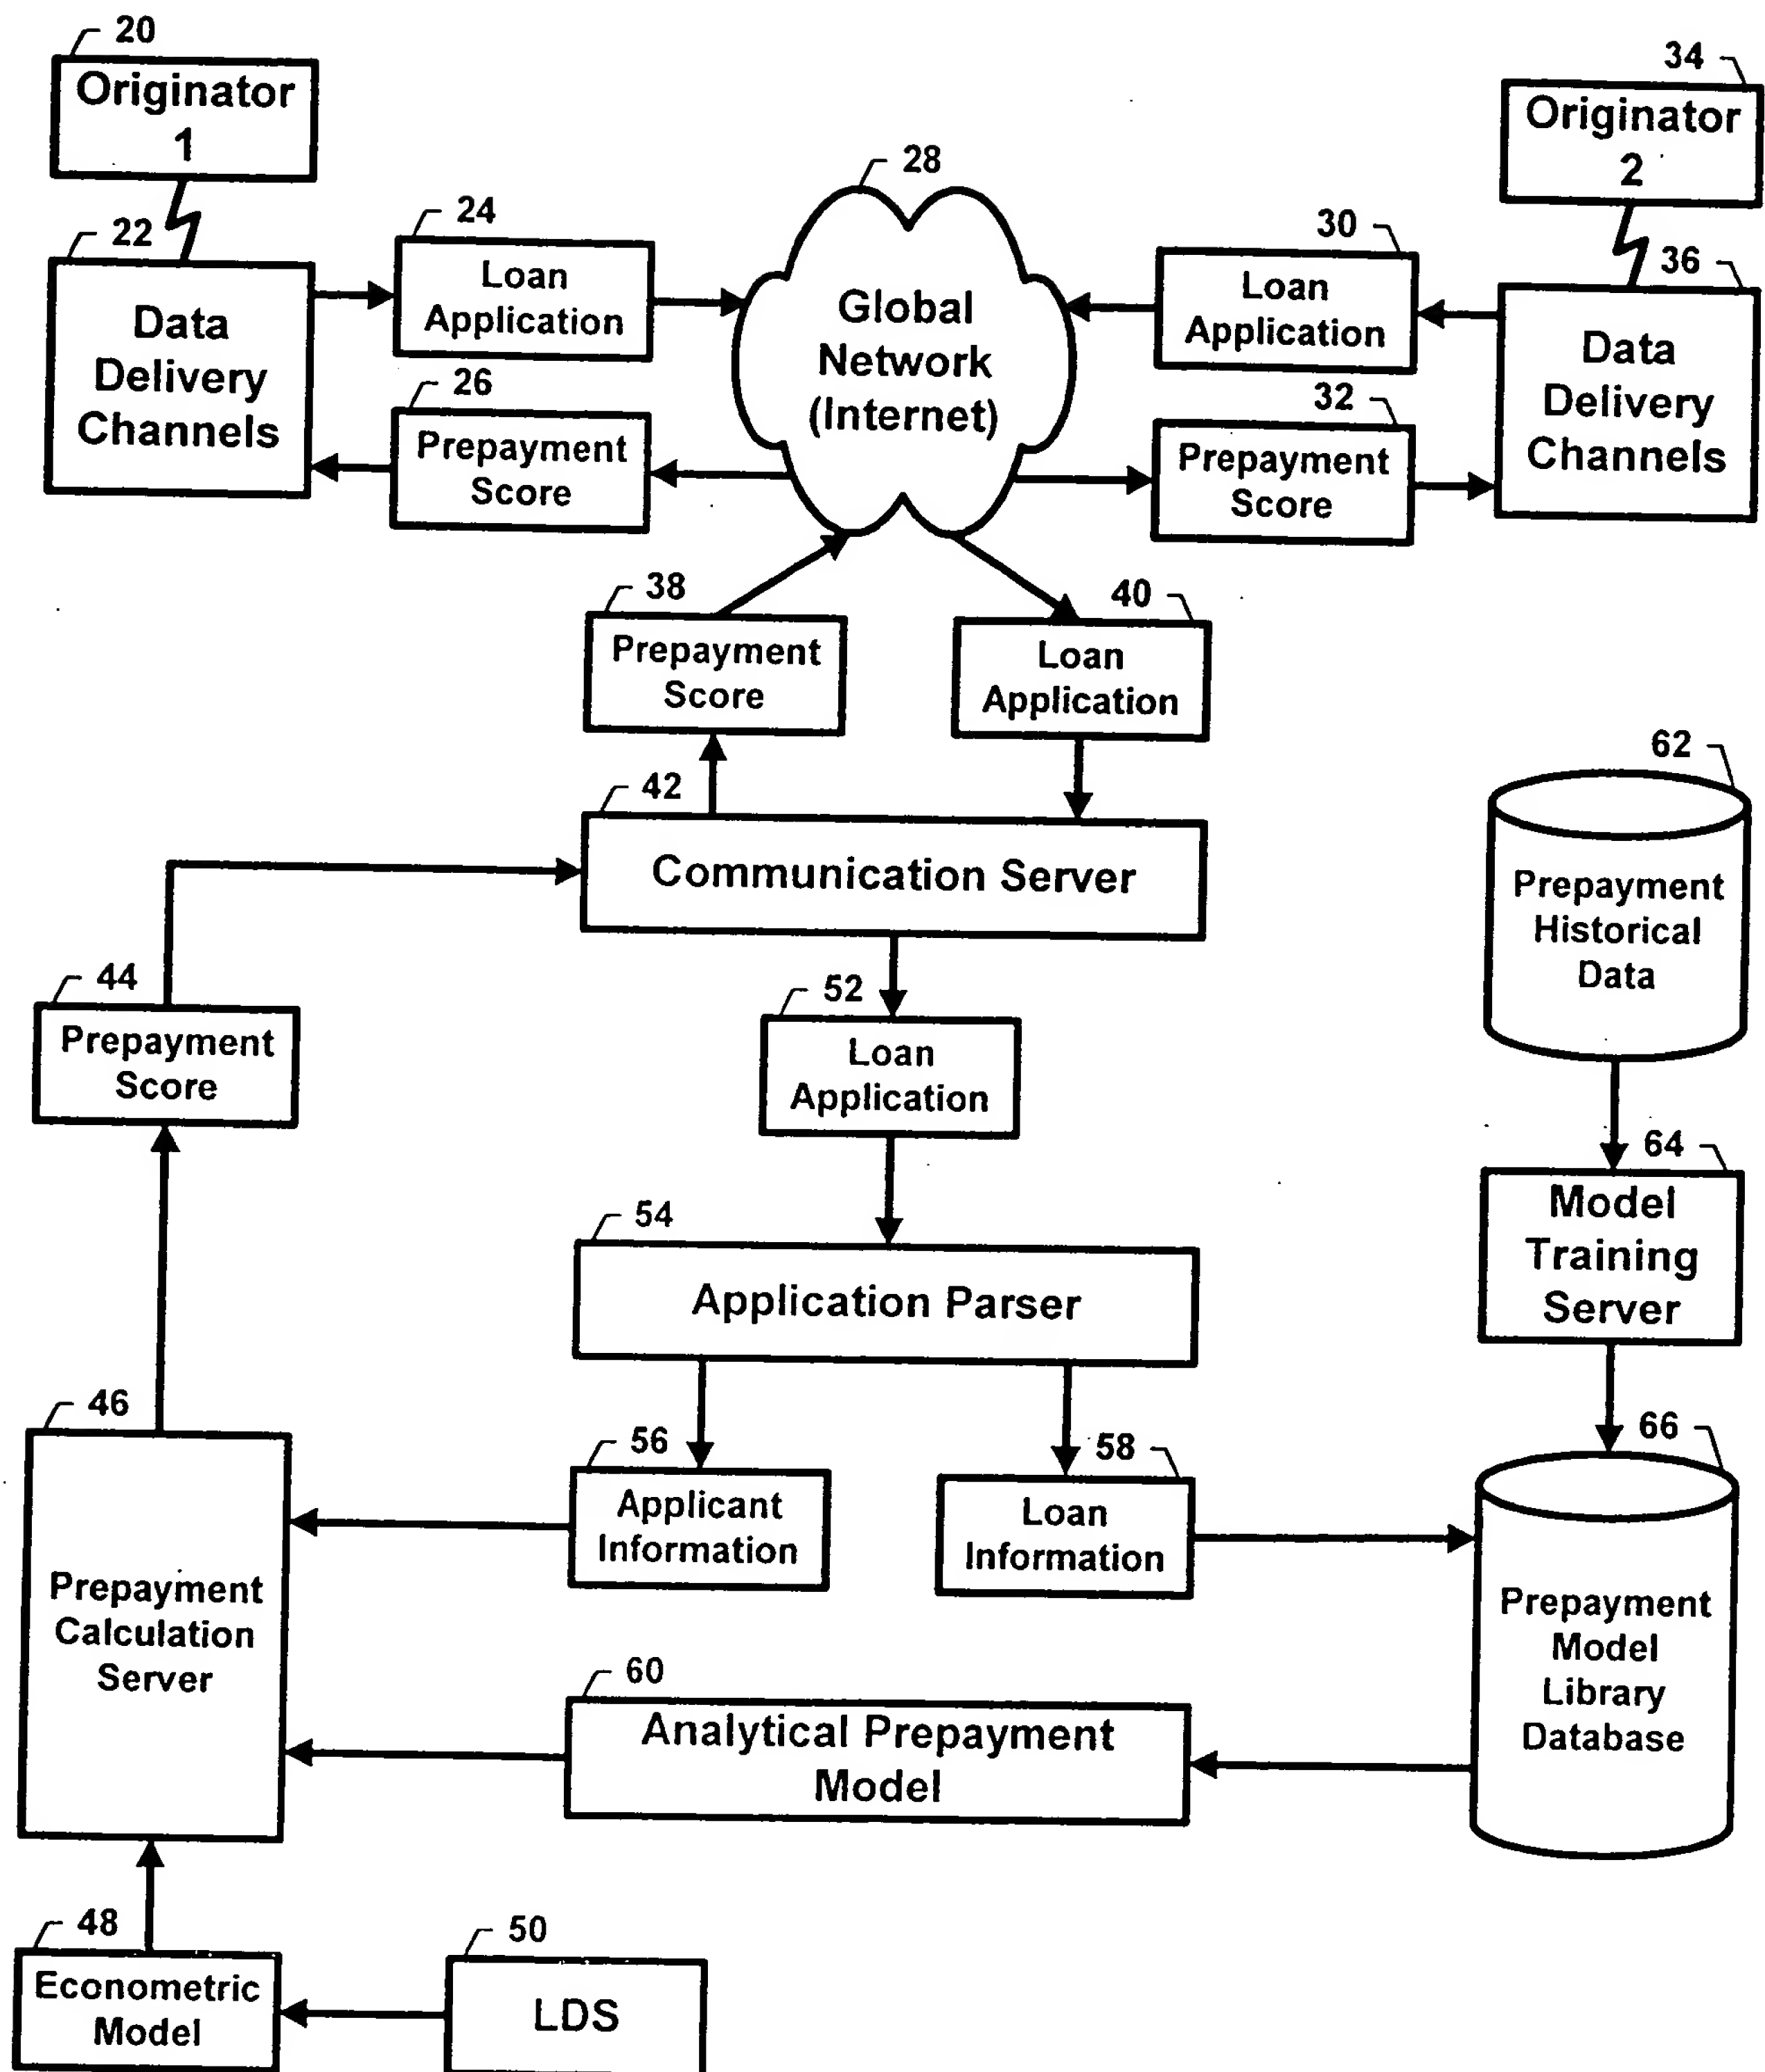 20
Originator
1
34
Originator
2
28
Global
Network
(Internet)
22
Data
Delivery
Channels
24
Loan
Application
26
Prepayment
Score
30
Loan
Application
32
Prepayment
Score
36
Data
Delivery
Channels
38
Prepayment
Score
40
Loan
Application
42
Communication Server
62
Prepayment
Historical
Data
44
Prepayment
Score
52
Loan
Application
64
Model
Training
Server
54
Application Parser
46
Prepayment
Calculation
Server
56
Applicant
Information
58
Loan
Information
66
Prepayment
Model
Library
Database
60
Analytical Prepayment
Model
48
Econometric
Model
50
LDS